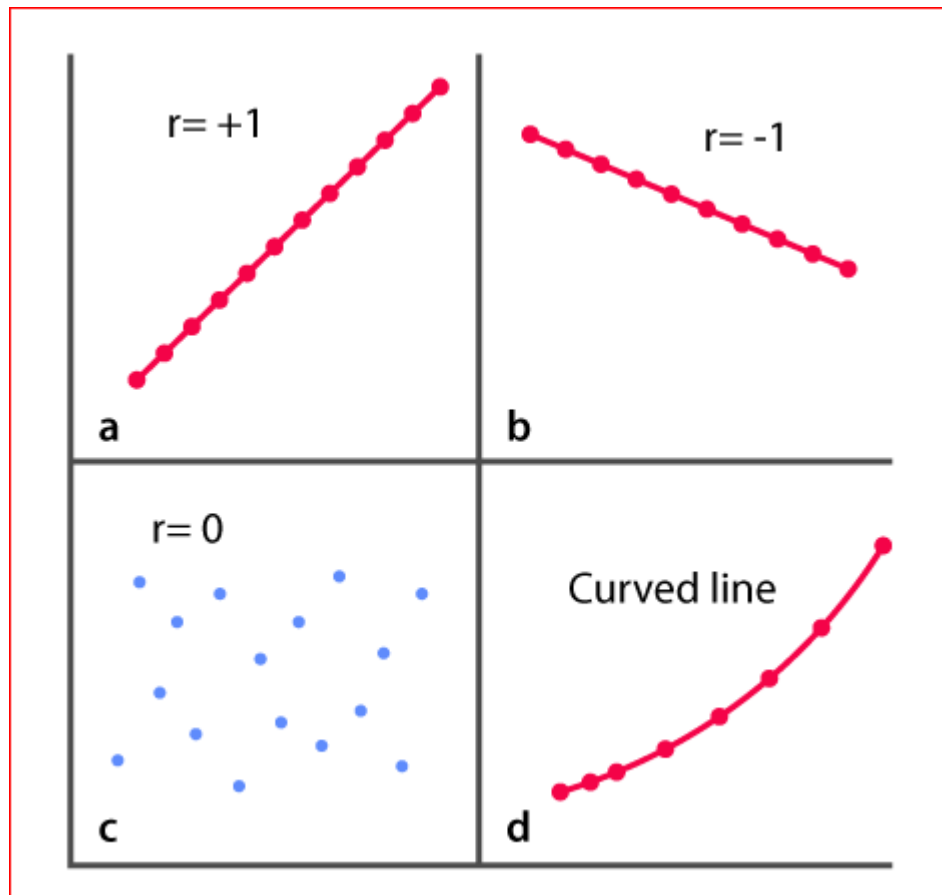 r= +1
a
r= -1
b
r= 0
c
Curved line
d